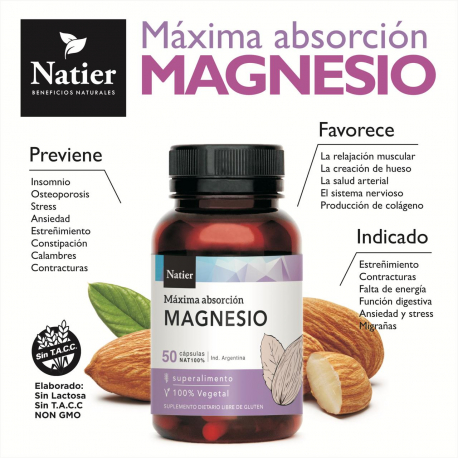 Natier
BENEFICIOS NATURALES
Máxima absorción
MAGNESIO
Previene
Insomnio
Osteoporosis
Stress
Ansiedad
Estreñimiento
Constipación
Calambres
Contracturas
Favorece
La relajación muscular
La creación de hueso
La salud arterial
El sistema nervioso
Producción de colágeno
Indicado
Estreñimiento
Contracturas
Falta de energía
Función digestiva
Ansiedad y stress
Migrañas
Natier
Máxima absorción
MAGNESIO
50 cápsulas
NAT100%
Ind. Argentina
superalimento
100% Vegetal
SUPLEMENTO DIETARIO LIBRE DE GLUTEN
Sin T.A.C.C.
Elaborado:
Sin Lactosa
Sin T.A.C.C
NON GMO